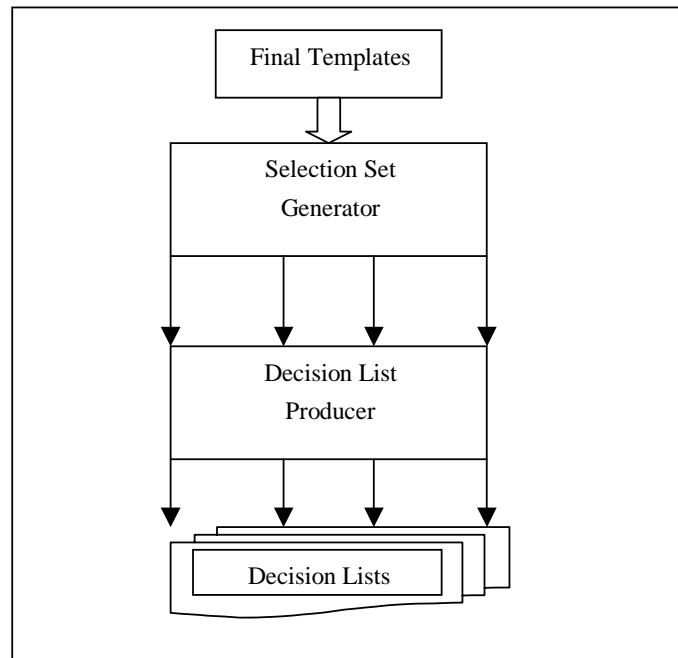 Final Templates
Selection Set
Generator
Decision List
Producer
Decision Lists